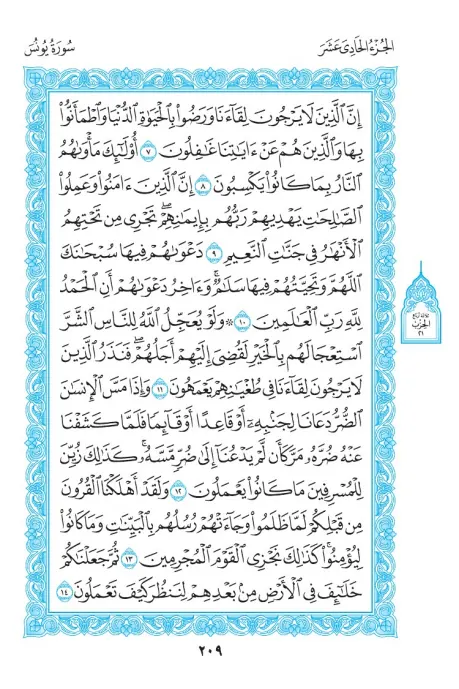 سُورَةُ يُونُسَ
الجُزْءُ الحَادِيَ عَشَرَ
إِنَّ ٱلَّذِينَ لَا يَرْجُونَ لِقَآءَنَا وَرَضُوا۟ بِٱلْحَيَوٰةِ ٱلدُّنْيَا وَٱطْمَأَنُّوا۟
بِهَا وَٱلَّذِينَ هُمْ عَنْ ءَايَٰتِنَا غَٰفِلُونَ ٧ أُو۟لَٰٓئِكَ مَأْوَىٰهُمُ
ٱلنَّارُ بِمَا كَانُوا۟ يَكْسِبُونَ ٨ إِنَّ ٱلَّذِينَ ءَامَنُوا۟ وَعَمِلُوا۟
ٱلصَّٰلِحَٰتِ يَهْدِيهِمْ رَبُّهُم بِإِيمَٰنِهِمْ ۖ تَجْرِى مِن تَحْتِهِمُ
ٱلْأَنْهَٰرُ فِى جَنَّٰتِ ٱلنَّعِيمِ ٩ دَعْوَىٰهُمْ فِيهَا سُبْحَٰنَكَ
ٱللَّهُمَّ وَتَحِيَّتُهُمْ فِيهَا سَلَٰمٌ ۚ وَءَاخِرُ دَعْوَىٰهُمْ أَنِ ٱلْحَمْدُ
لِلَّهِ رَبِّ ٱلْعَٰلَمِينَ ١٠ ۞ وَلَوْ يُعَجِّلُ ٱللَّهُ لِلنَّاسِ ٱلشَّرَّ
ٱسْتِعْجَالَهُم بِٱلْخَيْرِ لَقُضِىَ إِلَيْهِمْ أَجَلُهُمْ ۖ فَنَذَرُ ٱلَّذِينَ
لَا يَرْجُونَ لِقَآءَنَا فِى طُغْيَٰنِهِمْ يَعْمَهُونَ ١١ وَإِذَا مَسَّ ٱلْإِنسَٰنَ
ٱلضُّرُّ دَعَانَا لِجَنۢبِهِۦٓ أَوْ قَاعِدًا أَوْ قَآئِمًا فَلَمَّا كَشَفْنَا
عَنْهُ ضُرَّهُۥ مَرَّ كَأَن لَّمْ يَدْعُنَآ إِلَىٰ ضُرٍّ مَّسَّهُۥ ۚ كَذَٰلِكَ زُيِّنَ
لِلْمُسْرِفِينَ مَا كَانُوا۟ يَعْمَلُونَ ١٢ وَلَقَدْ أَهْلَكْنَا ٱلْقُرُونَ
مِن قَبْلِكُمْ لَمَّا ظَلَمُوا۟ ۙ وَجَآءَتْهُمْ رُسُلُهُم بِٱلْبَيِّنَٰتِ وَمَا كَانُوا۟
لِيُؤْمِنُوا۟ ۚ كَذَٰلِكَ نَجْزِى ٱلْقَوْمَ ٱلْمُجْرِمِينَ ١٣ ثُمَّ جَعَلْنَٰكُمْ
خَلَٰٓئِفَ فِى ٱلْأَرْضِ مِنۢ بَعْدِهِمْ لِنَنظُرَ كَيْفَ تَعْمَلُونَ ١٤
ثلاثة أرباع
الحزب
٢١
٢٠٩